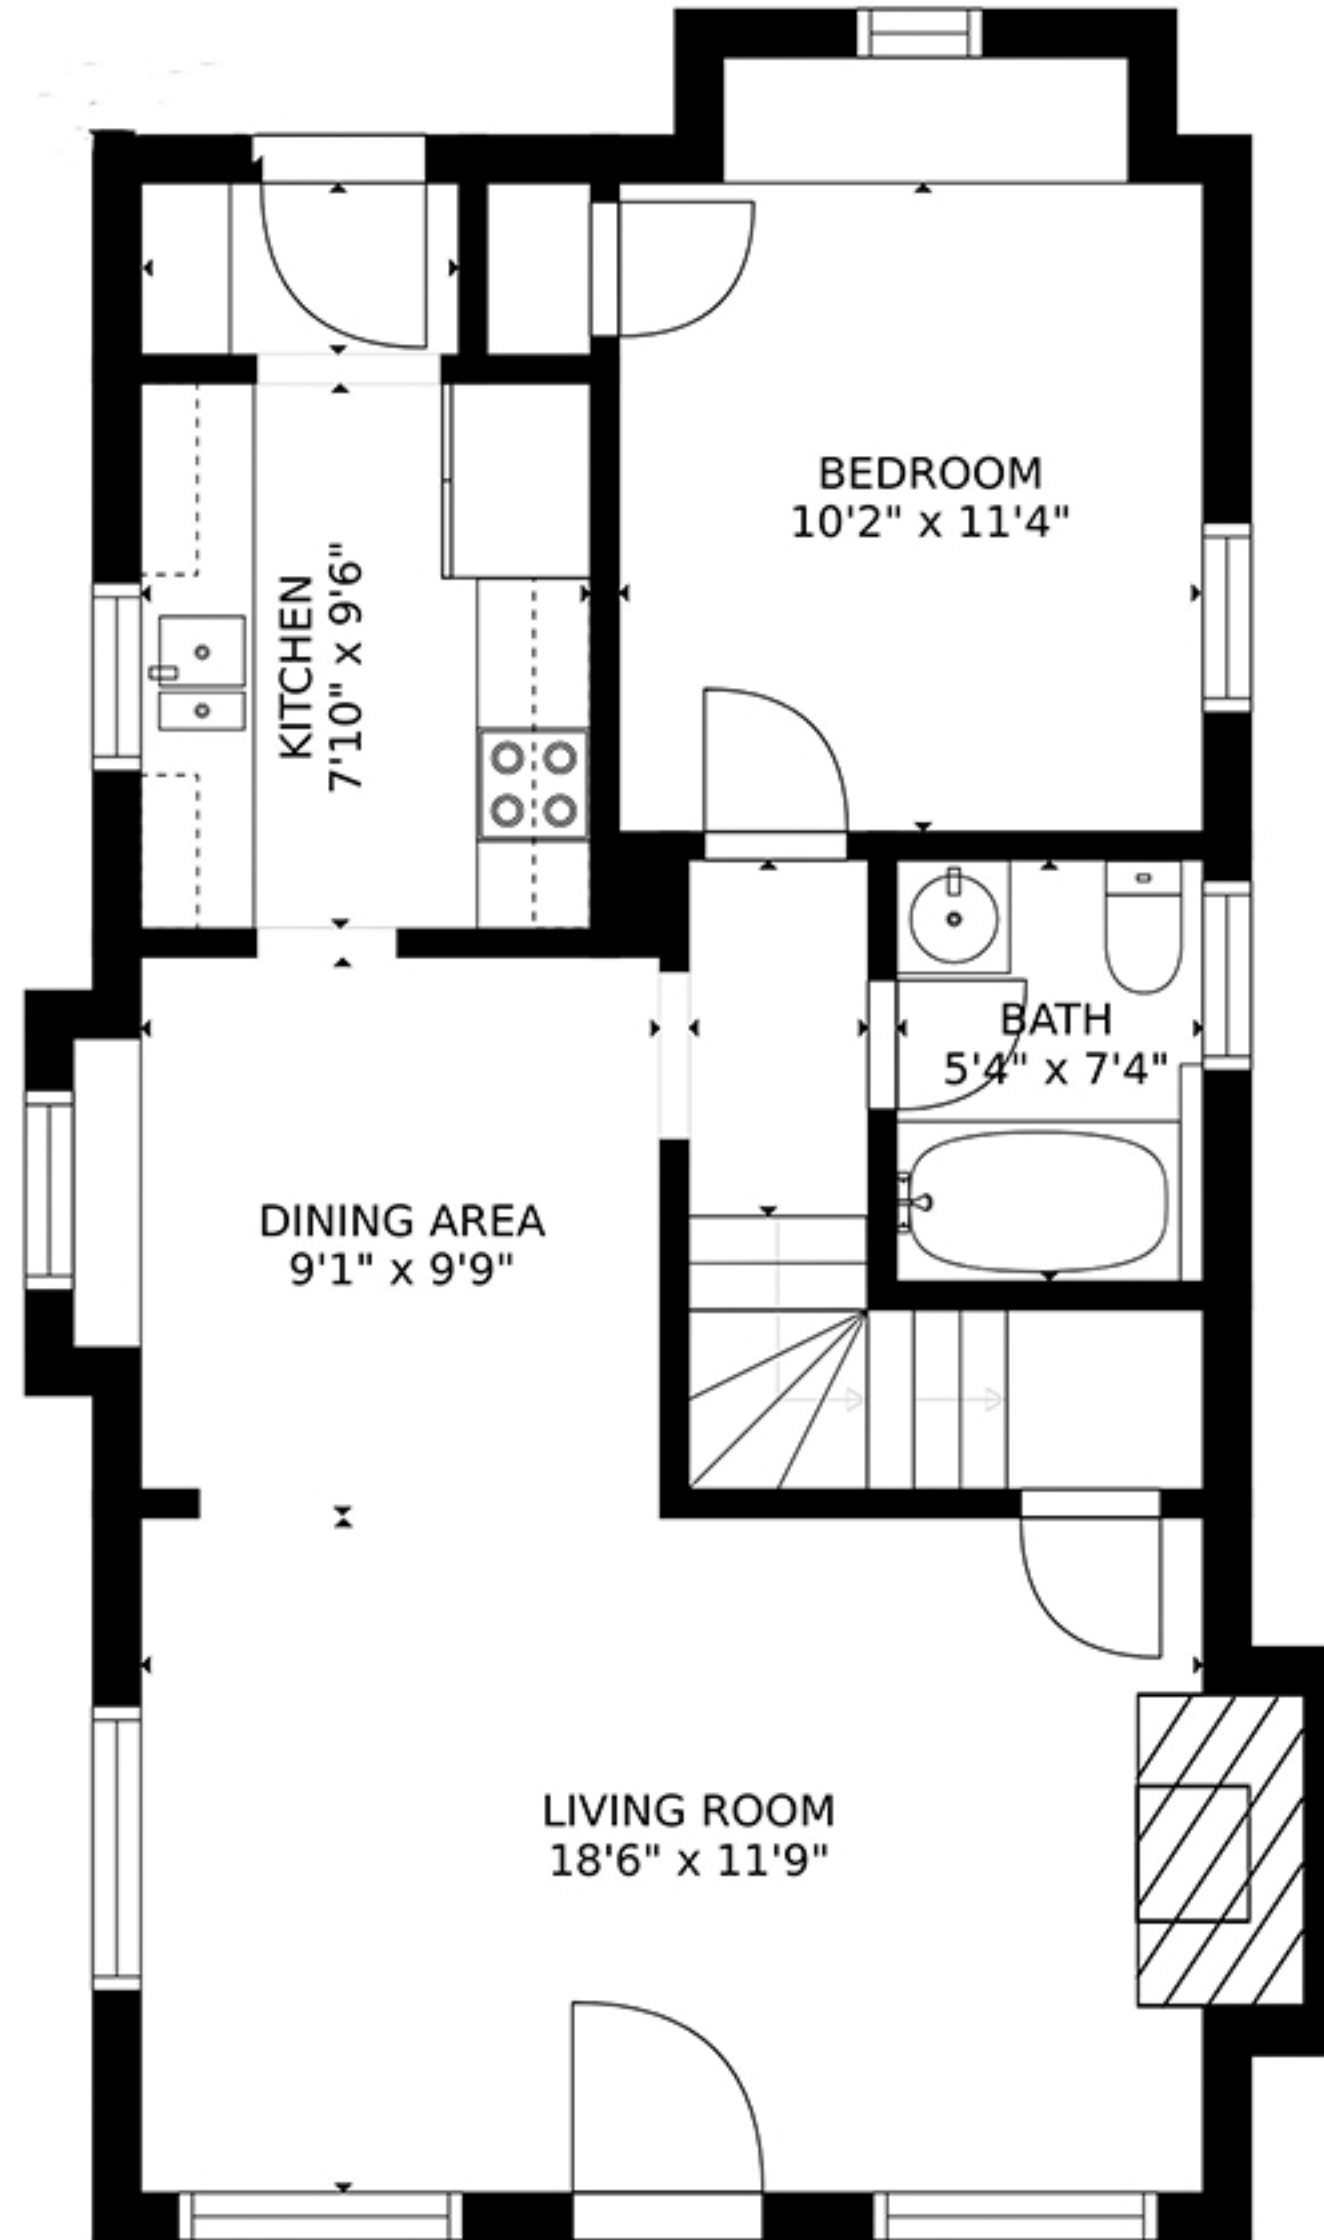 BEDROOM
10'2" x 11'4"
KITCHEN
7'10" x 9'6"
BATH
5'4" x 7'4"
DINING AREA
9'1" x 9'9"
LIVING ROOM
18'6" x 11'9"